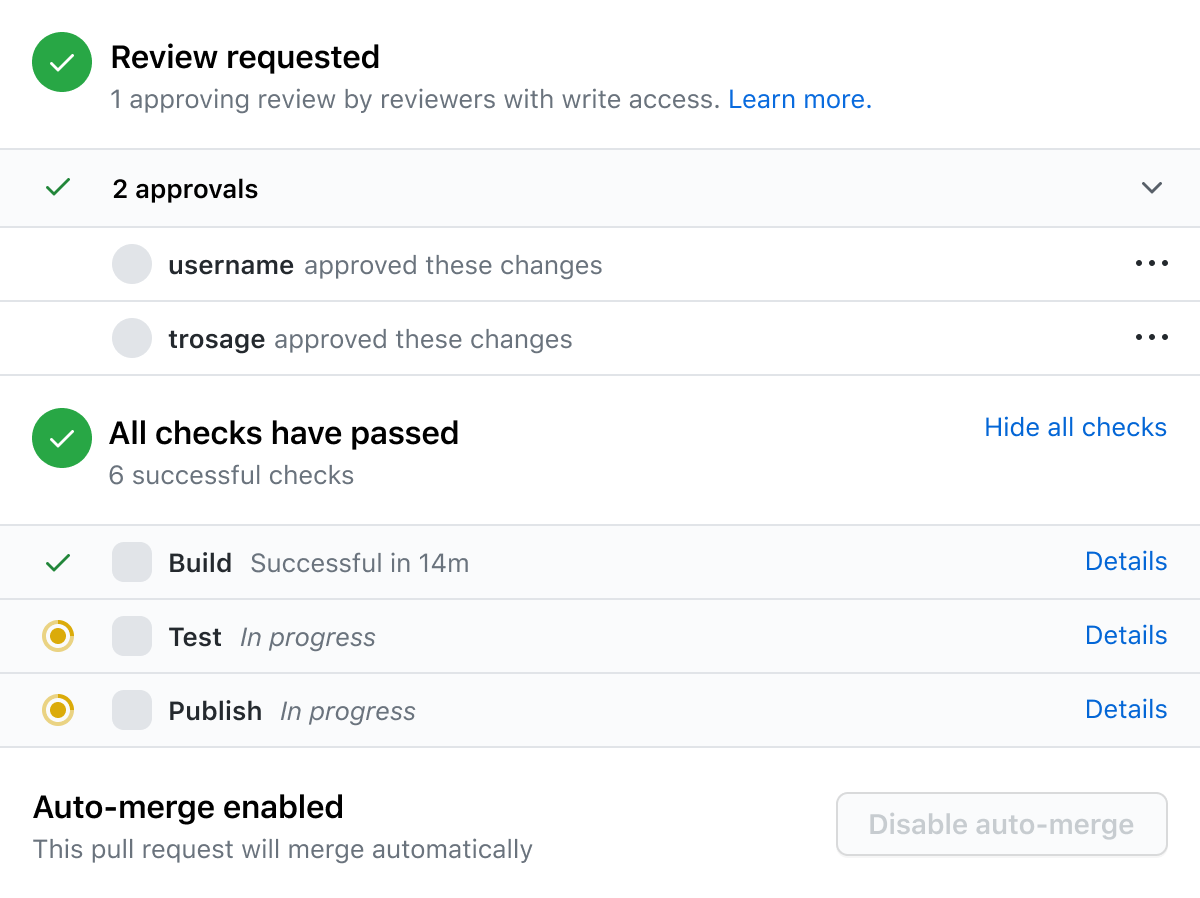 Review requested
1 approving review by reviewers with write access. Learn more.
2 approvals
username approved these changes
trosage approved these changes
All checks have passed
Hide all checks
6 successful checks
Build Successful in 14m Details
Test In progress Details
Publish In progress Details
Auto-merge enabled
This pull request will merge automatically
Disable auto-merge